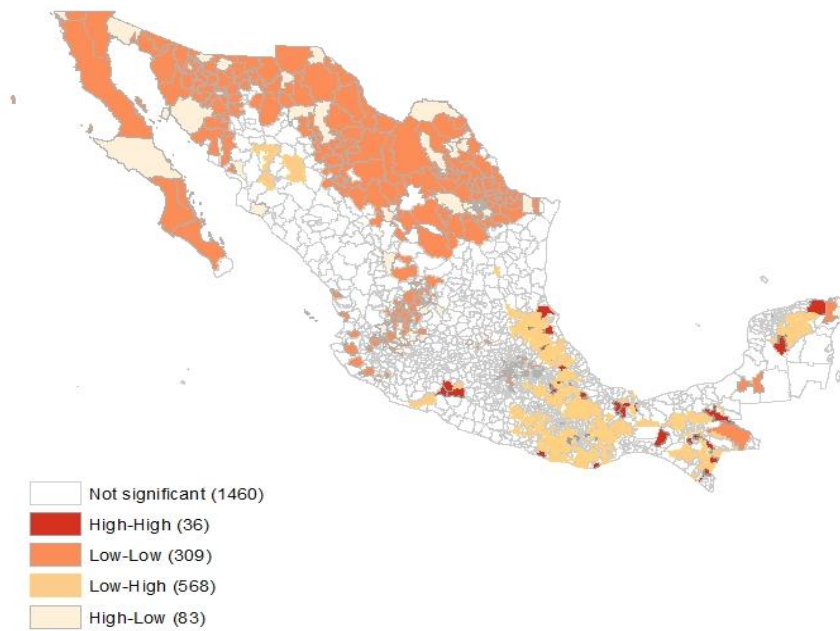 Not significant (1460)
High-High (36)
Low-Low (309)
Low-High (568)
High-Low (83)